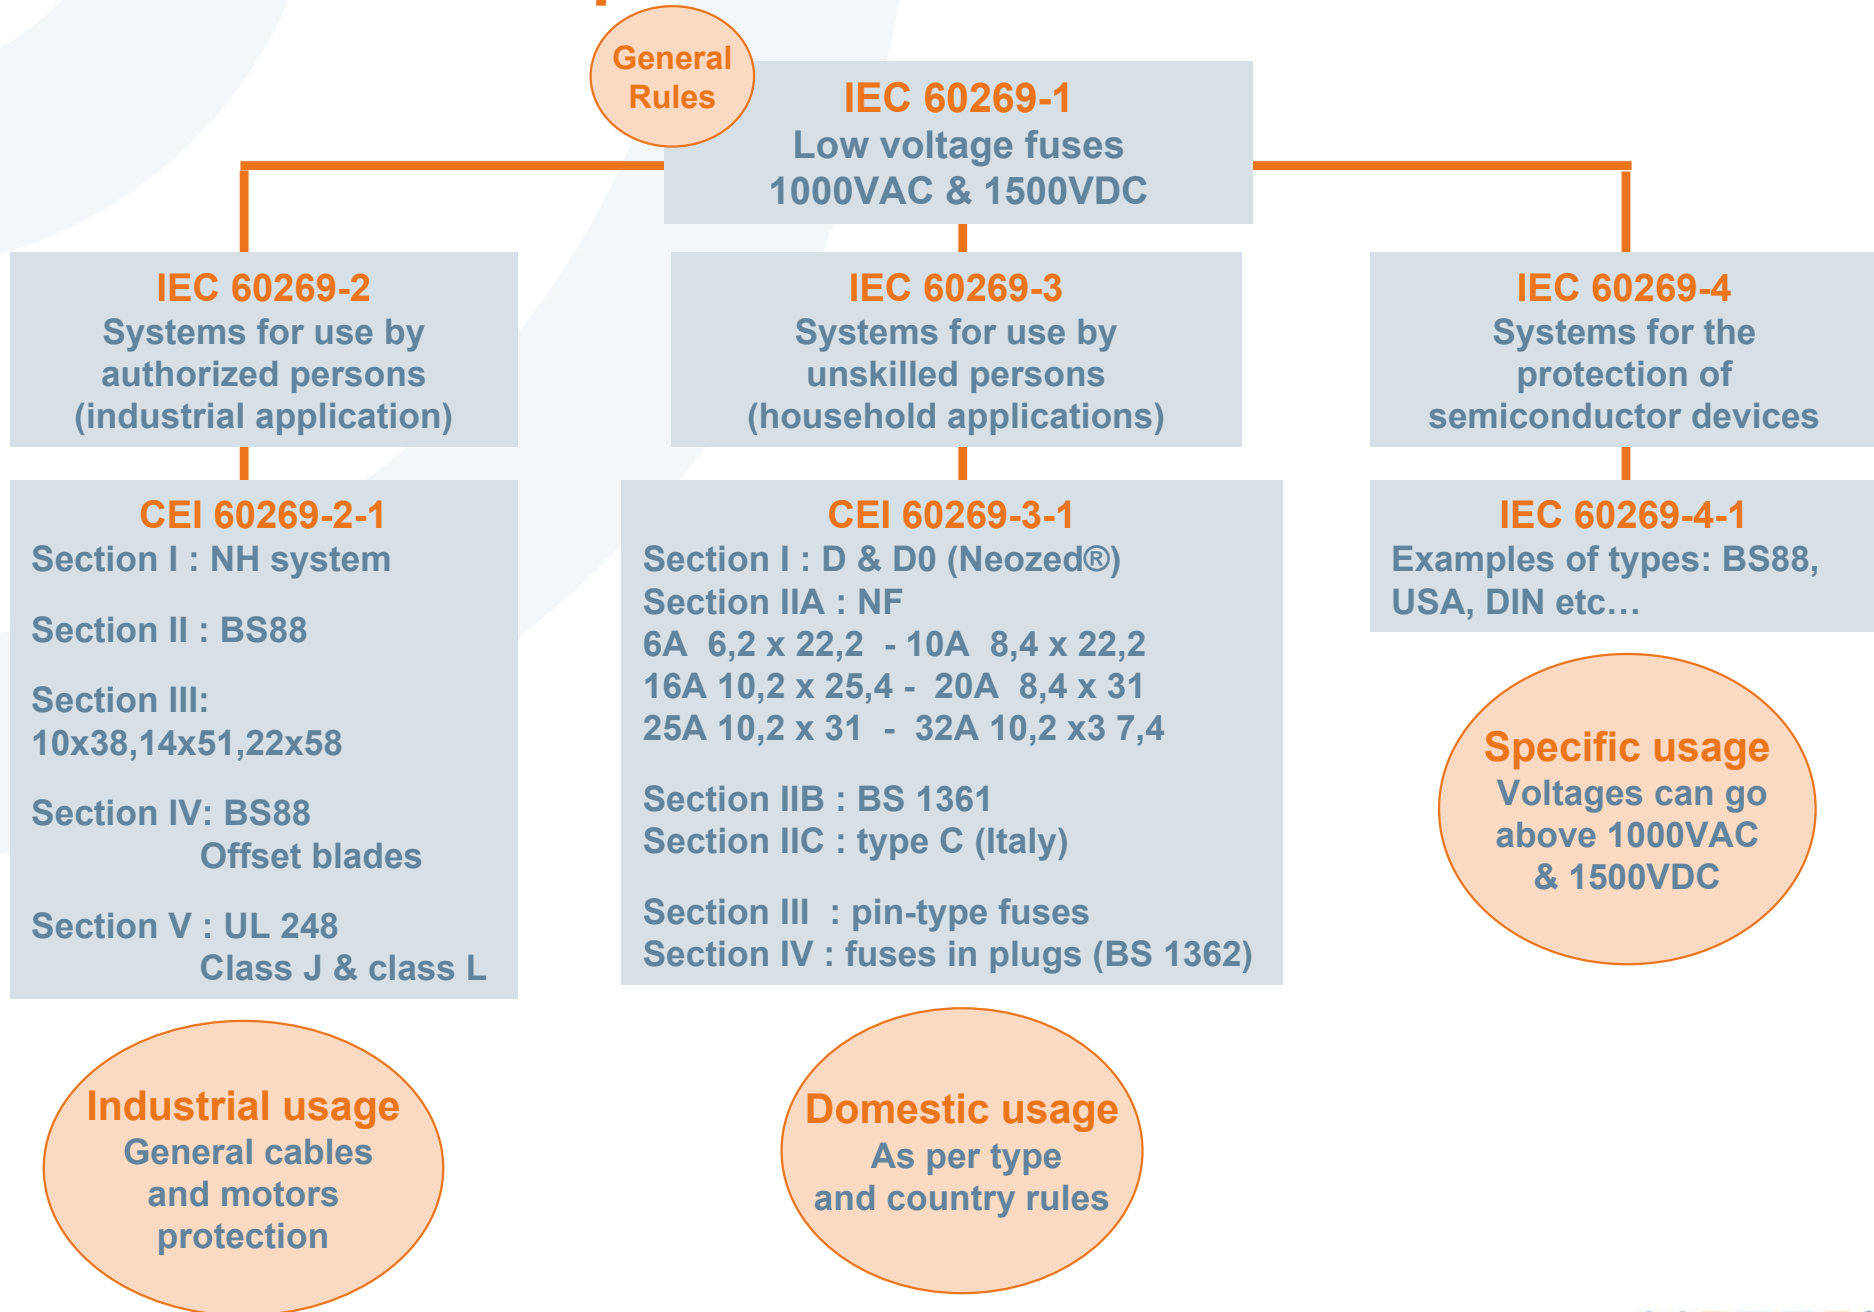 General
Rules
IEC 60269-1
Low voltage fuses
1000VAC & 1500VDC
IEC 60269-2
Systems for use by
authorized persons
(industrial application)
IEC 60269-3
Systems for use by
unskilled persons
(household applications)
IEC 60269-4
Systems for the
protection of
semiconductor devices
CEI 60269-2-1
Section I : NH system
Section II : BS88
Section III:
10x38,14x51,22x58
Section IV: BS88
Offset blades
Section V : UL 248
Class J & class L
CEI 60269-3-1
Section I : D & D0 (Neozed®)
Section IIA : NF
6A  6,2 x 22,2  - 10A  8,4 x 22,2
16A 10,2 x 25,4 -  20A  8,4 x 31
25A 10,2 x 31  -  32A 10,2 x3 7,4
Section IIB : BS 1361
Section IIC : type C (Italy)
Section III  : pin-type fuses
Section IV : fuses in plugs (BS 1362)
IEC 60269-4-1
Examples of types: BS88,
USA, DIN etc…
Specific usage
Voltages can go
above 1000VAC
& 1500VDC
Industrial usage
General cables
and motors
protection
Domestic usage
As per type
and country rules